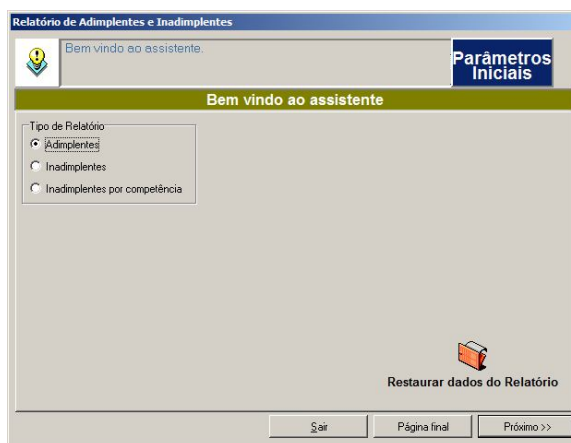 Relatório de Adimplentes e Inadimplentes
Bem vindo ao assistente.
Parâmetros
Iniciais
Bem vindo ao assistente
Tipo de Relatório
Adimplentes
Inadimplentes
Inadimplentes por competência
Restaurar dados do Relatório
Sair
Página final
Próximo >>